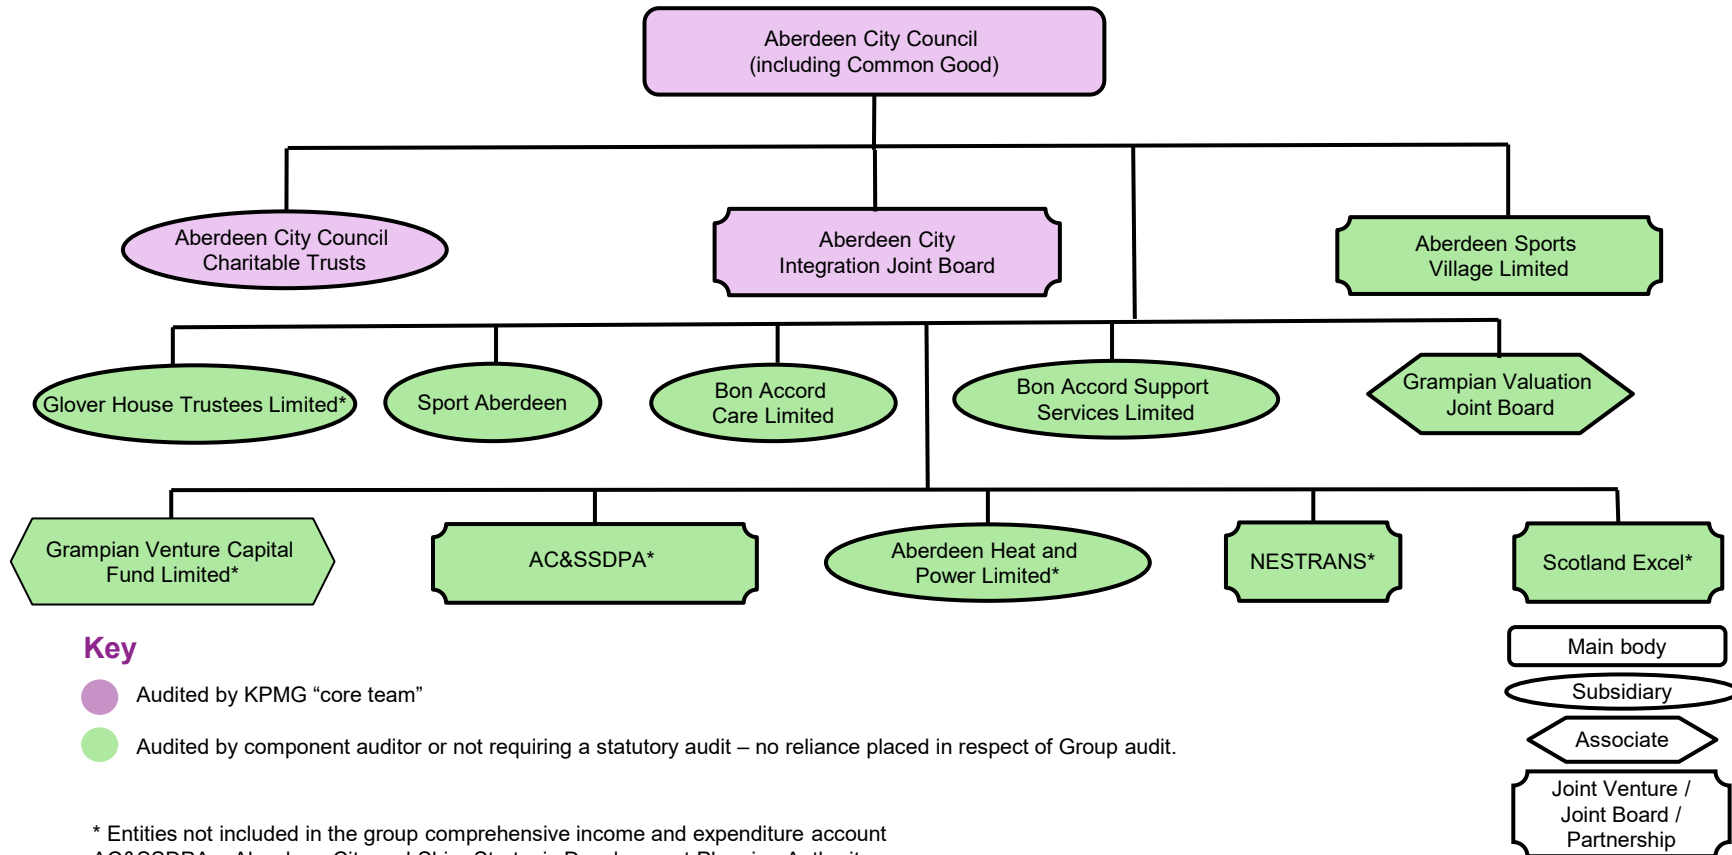 Aberdeen City Council
(including Common Good)
Aberdeen City Council
Charitable Trusts
Aberdeen City
Integration Joint Board
Aberdeen Sports
Village Limited
Glover House Trustees Limited*
Sport Aberdeen
Bon Accord
Care Limited
Bon Accord Support
Services Limited
Grampian Valuation
Joint Board
Grampian Venture Capital
Fund Limited*
AC&SSDPA*
Aberdeen Heat and
Power Limited*
NESTRANS*
Scotland Excel*
Key
Audited by KPMG “core team”
Audited by component auditor or not requiring a statutory audit – no reliance placed in respect of Group audit.
Main body
Subsidiary
Associate
Joint Venture /
Joint Board /
Partnership
* Entities not included in the group comprehensive income and expenditure account